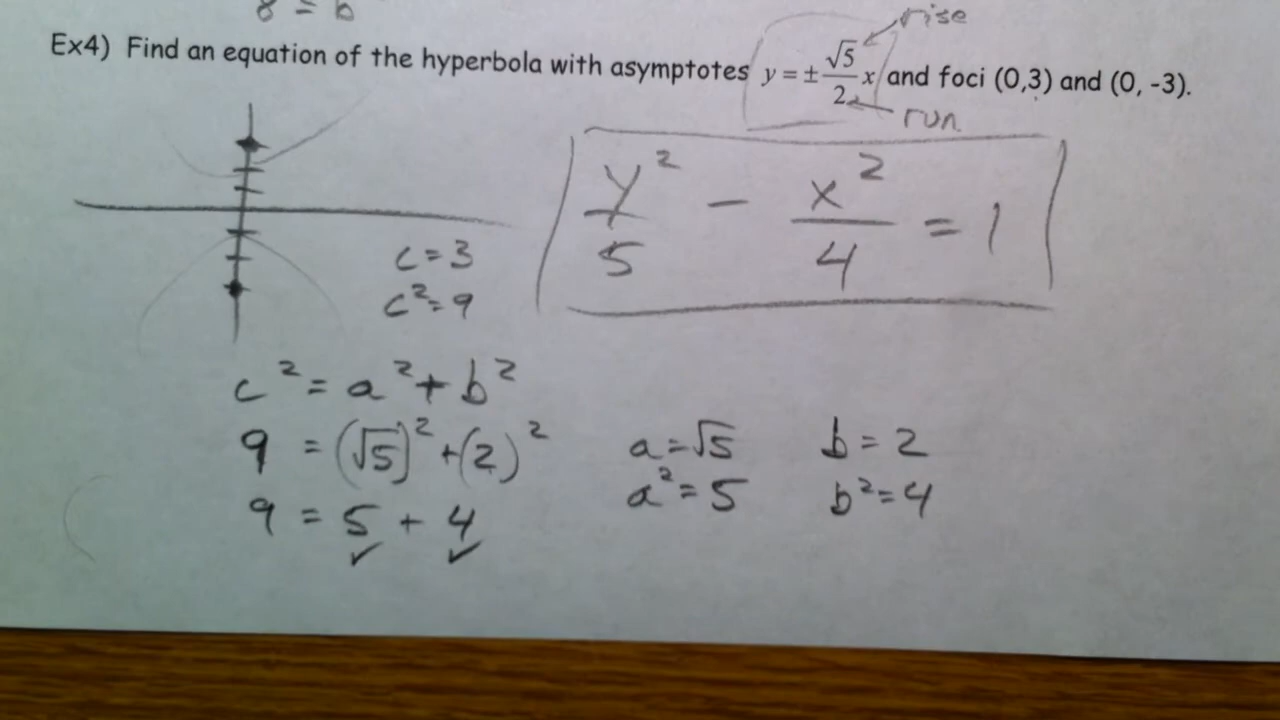 8 = b
rise
Ex4) Find an equation of the hyperbola with asymptotes y = ± √5/2 x and foci (0,3) and (0, -3).
run
y²/5 - x²/4 = 1
c = 3
c² = 9
c² = a² + b²
9 = (√5)² + (2)² a = √5 b = 2
9 = 5 + 4 a² = 5 b² = 4